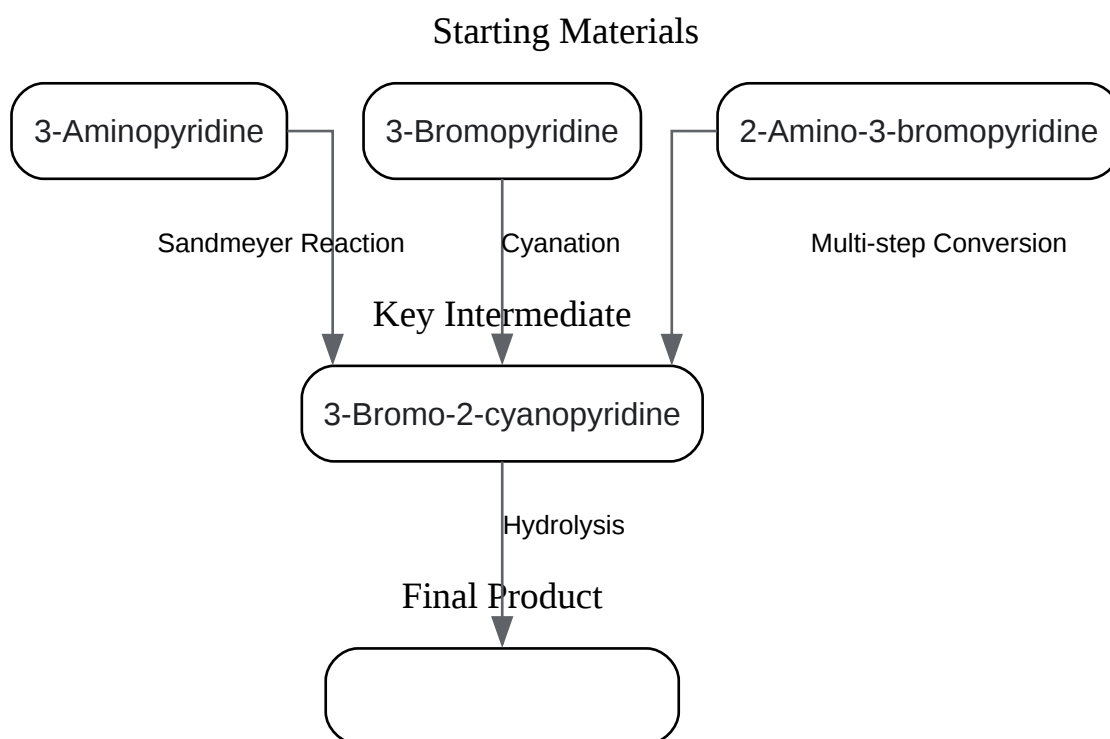 Starting Materials
3-Aminopyridine
3-Bromopyridine
2-Amino-3-bromopyridine
Sandmeyer Reaction
Cyanation
Multi-step Conversion
Key Intermediate
3-Bromo-2-cyanopyridine
Hydrolysis
Final Product